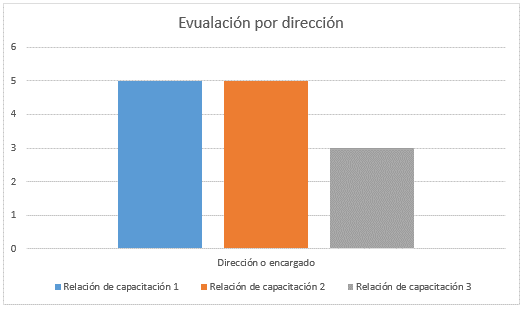 Evualación por dirección
6
5
4
3
2
1
0
Dirección o encargado
Relación de capacitación 1 Relación de capacitación 2 Relación de capacitación 3